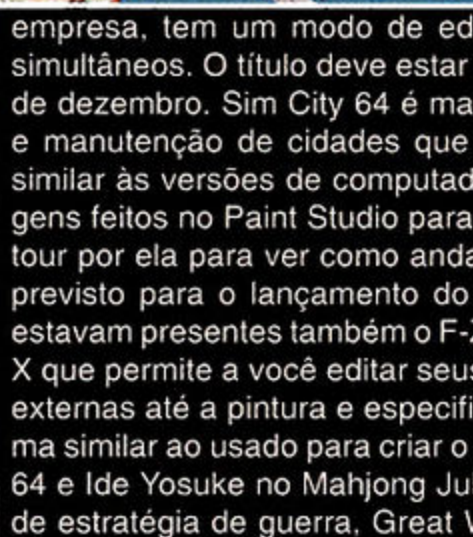 empresa, tem um modo de ed
simultâneos. O título deve estar
de dezembro. Sim City 64 é ma
e manutenção de cidades que
similar às versões de computad
gens feitos no Paint Studio para
tour por ela para ver como anda
previsto para o lançamento do
estavam presentes também o F-Z
X que permite a você editar seus
externas até a pintura e especifi
ma similar ao usado para criar o
64 e Ide Yosuke no Mahjong Ju
de estratégia de guerra, Great W